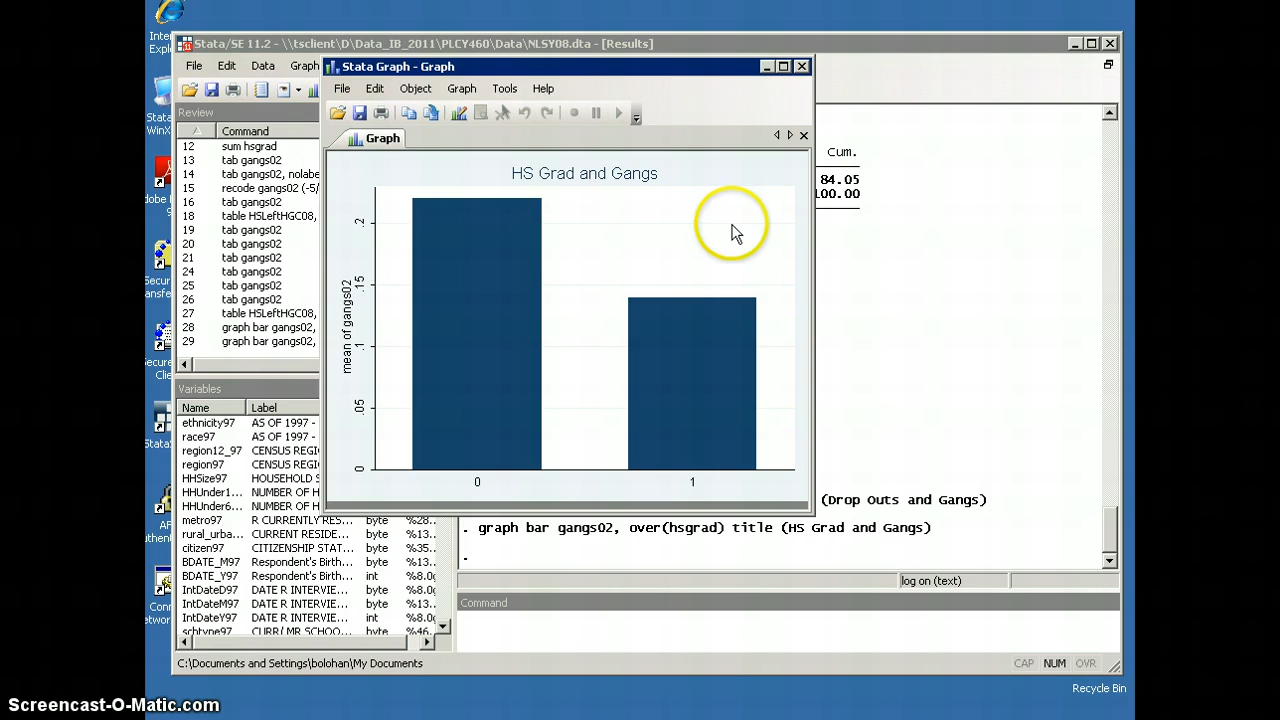 Stata/SE 11.2 - \\tsclient\D\Data_IB_2011\PLCY460\Data\NLSY08.dta - [Results]
File Edit Data Graph
Stata Graph - Graph
File Edit Object Graph Tools Help
Review
Command
12 sum hsgrad
13 tab gangs02
14 tab gangs02, nolabe
15 recode gangs02 (-5/
16 tab gangs02
18 table HSLeftHGC08,
19 tab gangs02
20 tab gangs02
21 tab gangs02
24 tab gangs02
25 tab gangs02
26 tab gangs02
27 table HSLeftHGC08,
28 graph bar gangs02,
29 graph bar gangs02,
Graph
HS Grad and Gangs
mean of gangs02
.2
.15
.1
.05
0
0 1
Cum.
84.05
100.00
Variables
Name Label
ethnicity97 AS OF 1997 -
race97 AS OF 1997 -
region12_97 CENSUS REGI
region97 CENSUS REGI
HHSize97 HOUSEHOLD S
HHUnder1... NUMBER OF H
HHUnder6... NUMBER OF H
metro97 R CURRENTLY RES... byte %28...
rural_urba... CURRENT RESIDE... byte %13...
citizen97 CITIZENSHIP STAT... byte %35...
BDATE_M97 Respondent's Birth... byte %13...
BDATE_Y97 Respondent's Birth... int %8.0g
IntDateD97 DATE R INTERVIE... byte %8.0g
IntDateM97 DATE R INTERVIE... byte %13...
IntDateY97 DATE R INTERVIE... int %8.0g
schtype97 CURR/ MR SCHOO... byte %46...
(Drop Outs and Gangs)
. graph bar gangs02, over(hsgrad) title (HS Grad and Gangs)
.
log on (text)
Command
C:\Documents and Settings\bolohan\My Documents
CAP NUM OVR
Recycle Bin
Screencast-O-Matic.com